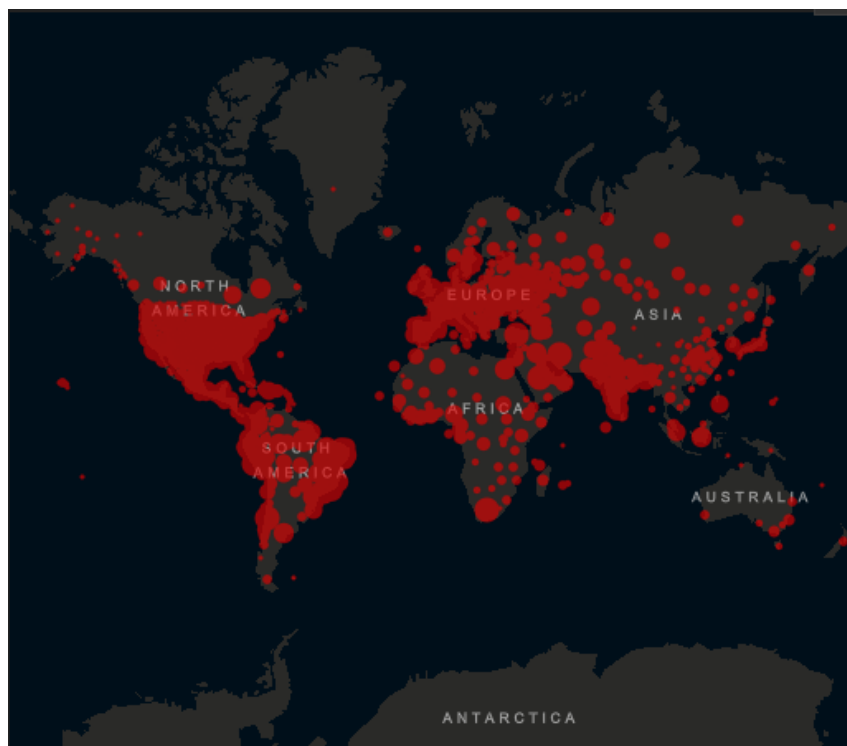 NORTH
AMERICA
EUROPE
ASIA
AFRICA
SOUTH
AMERICA
AUSTRALIA
ANTARCTICA